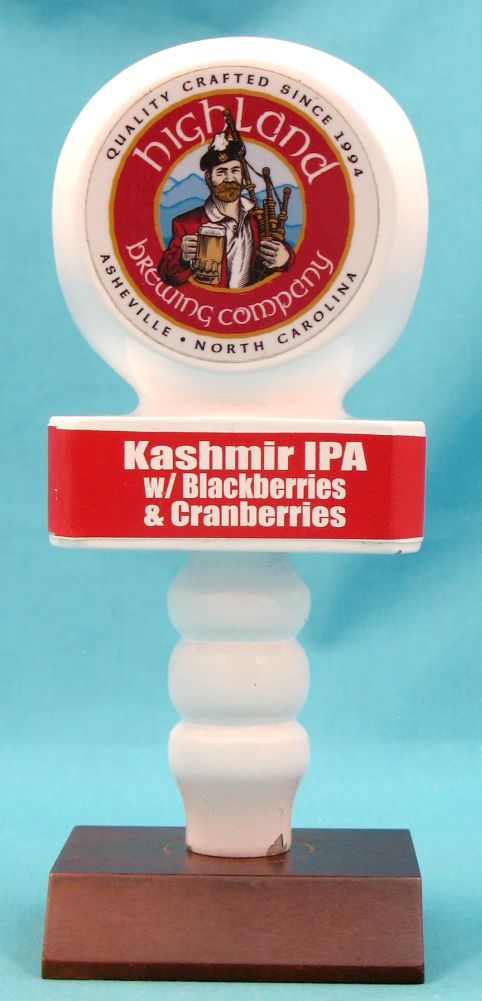 QUALITY CRAFTED SINCE 1994
highland
brewing company
ASHEVILLE • NORTH CAROLINA
Kashmir IPA
w/ Blackberries
& Cranberries